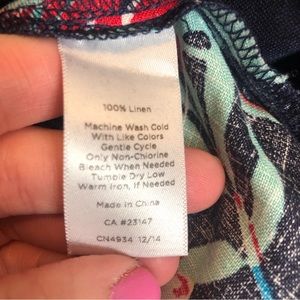 100% Linen
Machine Wash Cold
With Like Colors
Gentle Cycle
Only Non-Chlorine
Bleach When Needed
Tumble Dry Low
Warm Iron, If Needed
Made in China
CA #23147
CN4934 12/14